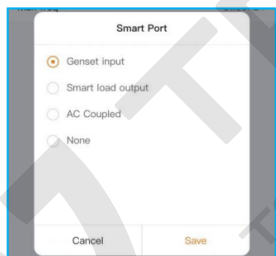 Smart Port
Genset input
Smart load output
AC Coupled
None
Cancel
Save